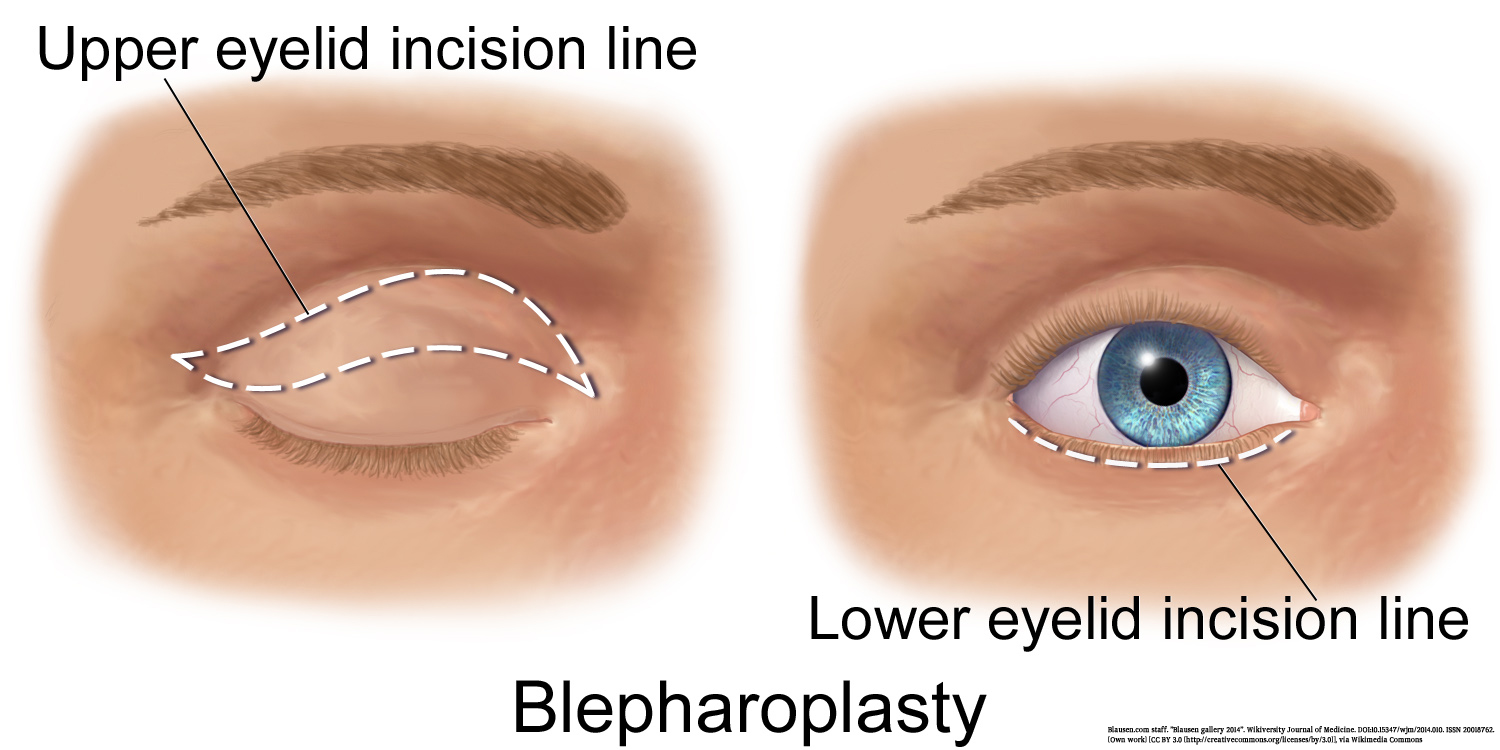 Upper eyelid incision line
Lower eyelid incision line
Blepharoplasty
Blausen.com staff. "Blausen gallery 2014". Wikiversity Journal of Medicine. DOI:10.15347/wjm/2014.010. ISSN 20018762.
(Own work) [CC BY 3.0 (http://creativecommons.org/licenses/by/3.0)], via Wikimedia Commons